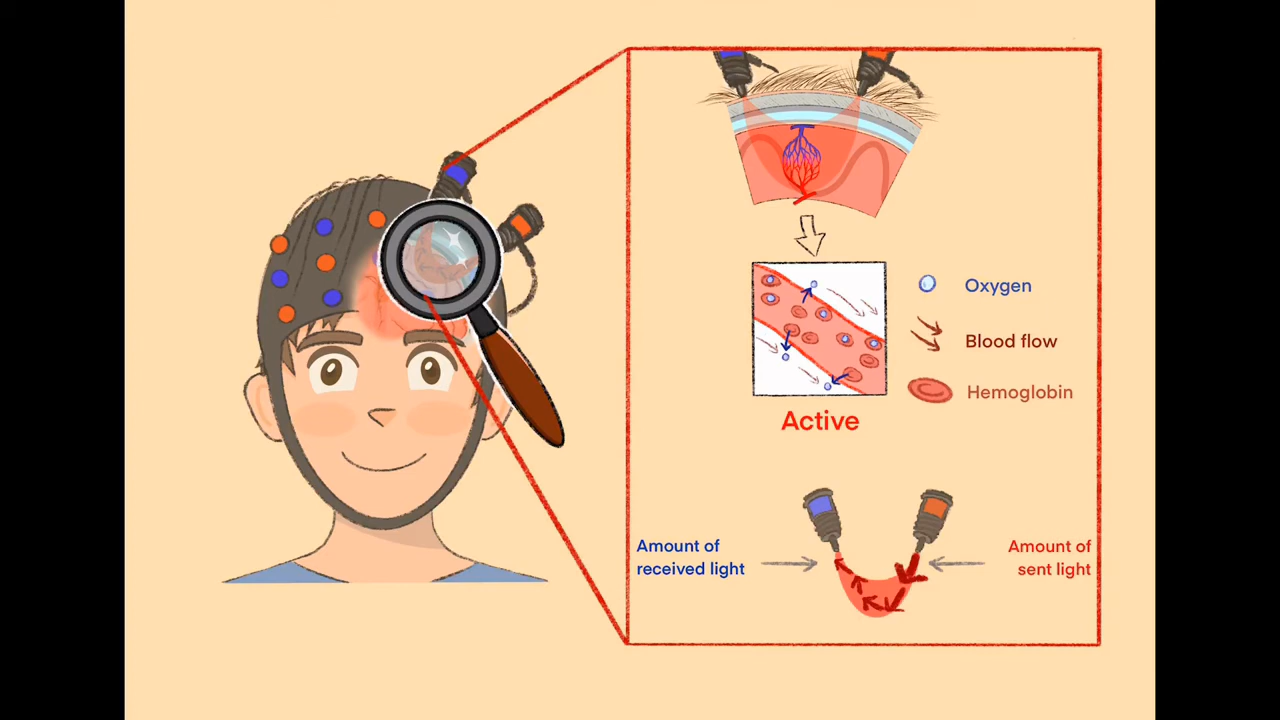 Oxygen
Blood flow
Hemoglobin
Active
Amount of
received light
Amount of
sent light